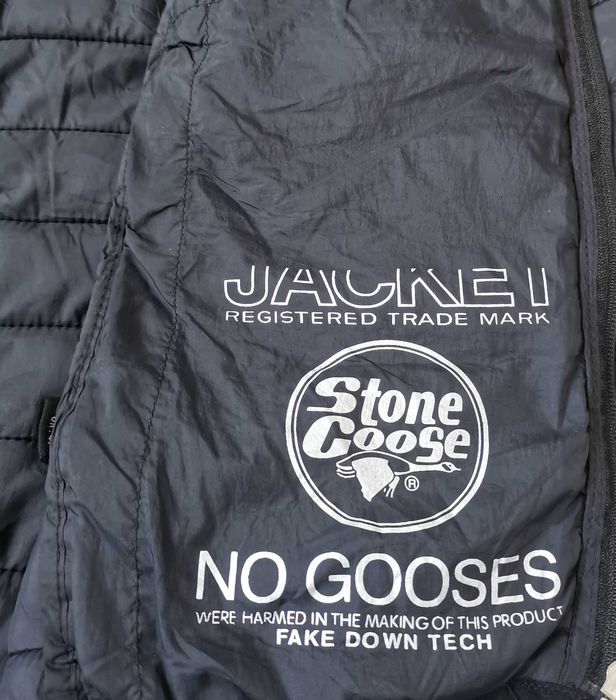 JACKET
REGISTERED TRADE MARK
Stone
Goose
®
NO GOOSES
WERE HARMED IN THE MAKING OF THIS PRODUCT
FAKE DOWN TECH